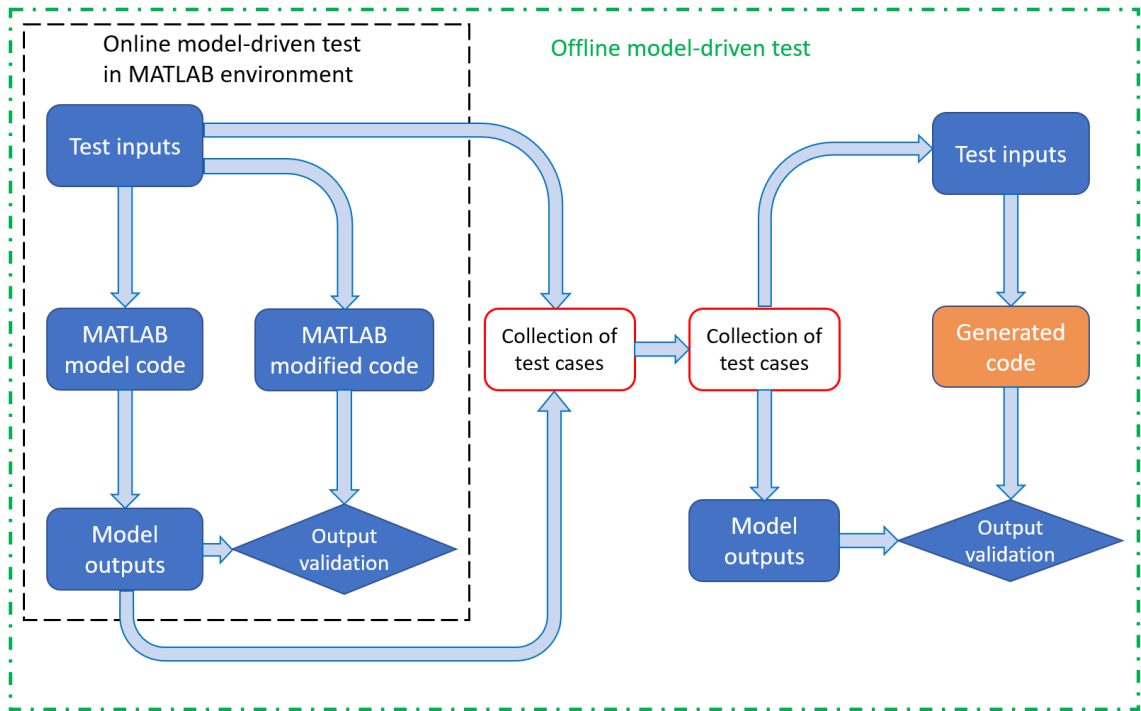 Online model-driven test
in MATLAB environment
Offline model-driven test
Test inputs
Test inputs
MATLAB
model code
MATLAB
modified code
Collection of
test cases
Collection of
test cases
Generated
code
Model
outputs
Output
validation
Model
outputs
Output
validation